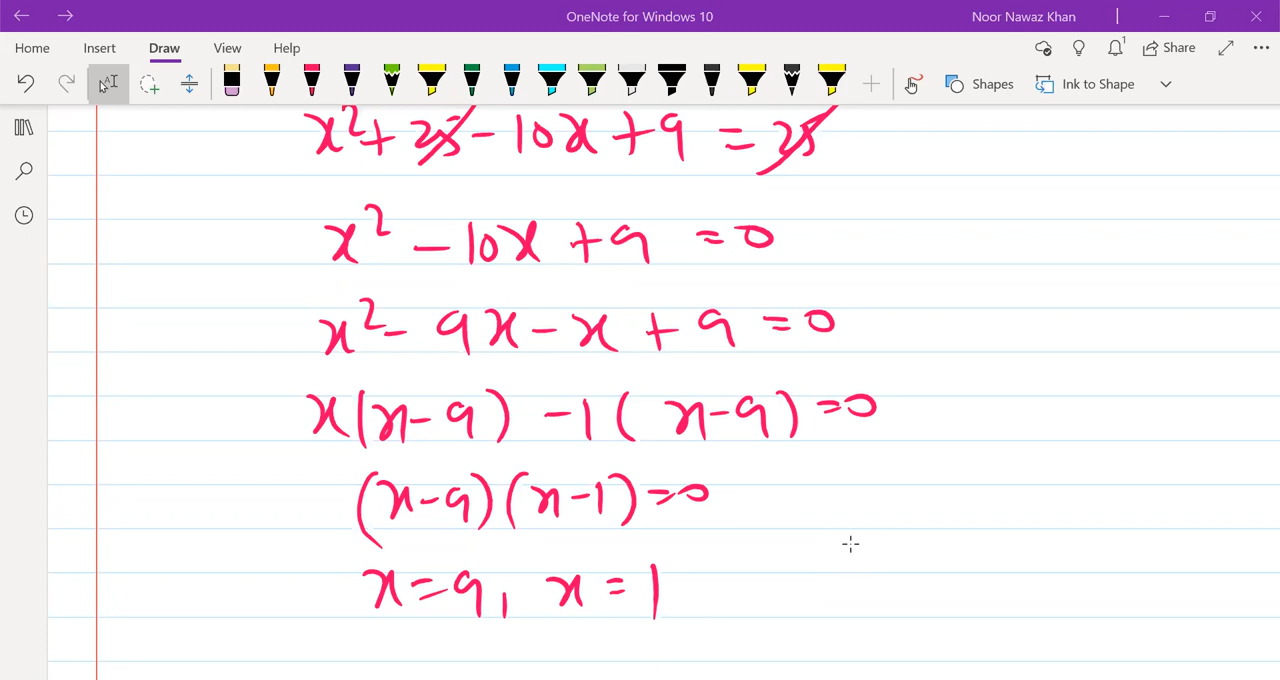 OneNote for Windows 10
Noor Nawaz Khan
Home Insert Draw View Help
1
Share
Shapes
Ink to Shape
x² + 25 - 10x + 9 = 25
x² - 10x + 9 = 0
x² - 9x - x + 9 = 0
x(x-9) -1(x-9) = 0
(x-9)(x-1) = 0
x = 9, x = 1